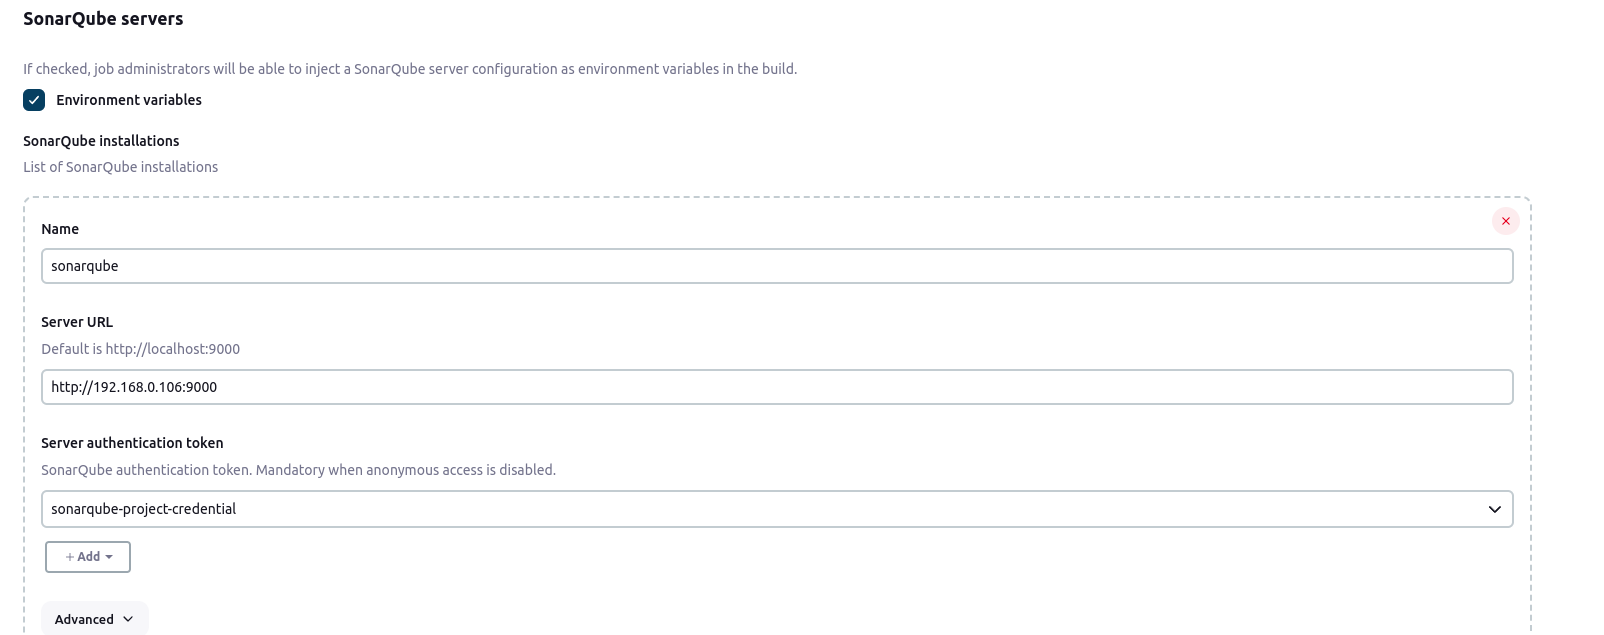 SonarQube servers
If checked, job administrators will be able to inject a SonarQube server configuration as environment variables in the build.
Environment variables
SonarQube installations
List of SonarQube installations
Name
sonarqube
Server URL
Default is http://localhost:9000
http://192.168.0.106:9000
Server authentication token
SonarQube authentication token. Mandatory when anonymous access is disabled.
sonarqube-project-credential
+ Add
Advanced